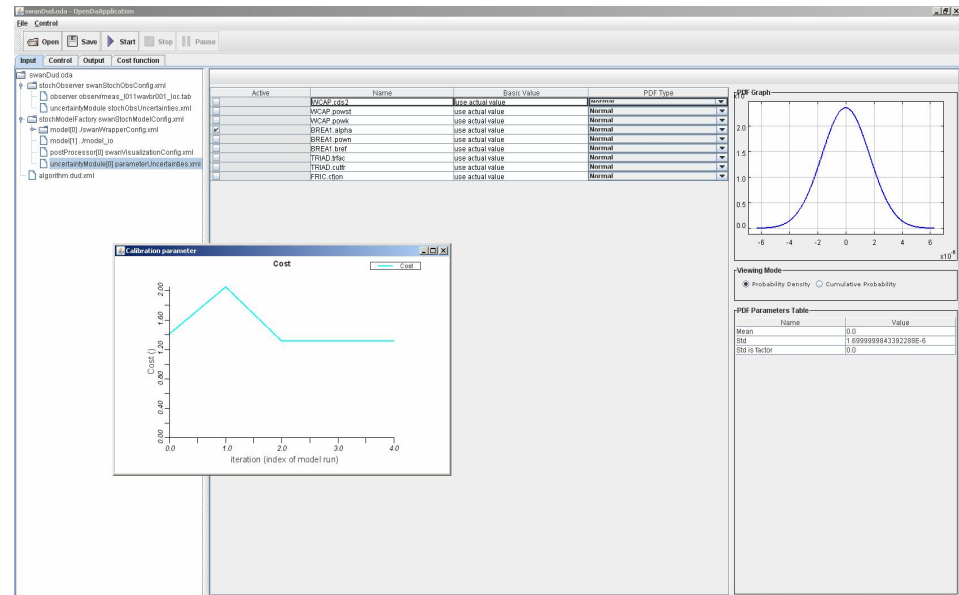 swanDud.oda - OpenDaApplication
File Control
Open Save Start Stop Pause
Input Control Output Cost function
swanDud.oda
stochObserver swanStochObsConfig.xml
observer observ/meas_l011wavbr001_loc.tab
uncertaintyModule stochObsUncertainties.xml
stochModelFactory swanStochModelConfig.xml
model[0] ./swanWrapperConfig.xml
model[1] ./model_io
postProcessor[0] swanVisualizationConfig.xml
uncertaintyModule[0] parameterUncertainties.xml
algorithm dud.xml
Active Name Basic Value PDF Type
WCAP.cds2 use actual value Normal
WCAP.powst use actual value Normal
WCAP.powk use actual value Normal
BREA1.alpha use actual value Normal
BREA1.pown use actual value Normal
BREA1.bref use actual value Normal
TRIAD.trfac use actual value Normal
TRIAD.cutfr use actual value Normal
FRIC.cfjon use actual value Normal
PDF Graph
2.0
1.5
1.0
0.5
0.0
-6 -4 -2 0 2 4 6
x10⁻⁶
Viewing Mode
Probability Density Cumulative Probability
PDF Parameters Table
Name Value
Mean 0.0
Std 1.6999999843392288E-6
Std is factor 0.0
Calibration parameter
Cost
Cost
2.00
1.60
1.20
0.80
0.40
0.00
Cost ()
0.0 1.0 2.0 3.0 4.0
iteration (index of model run)